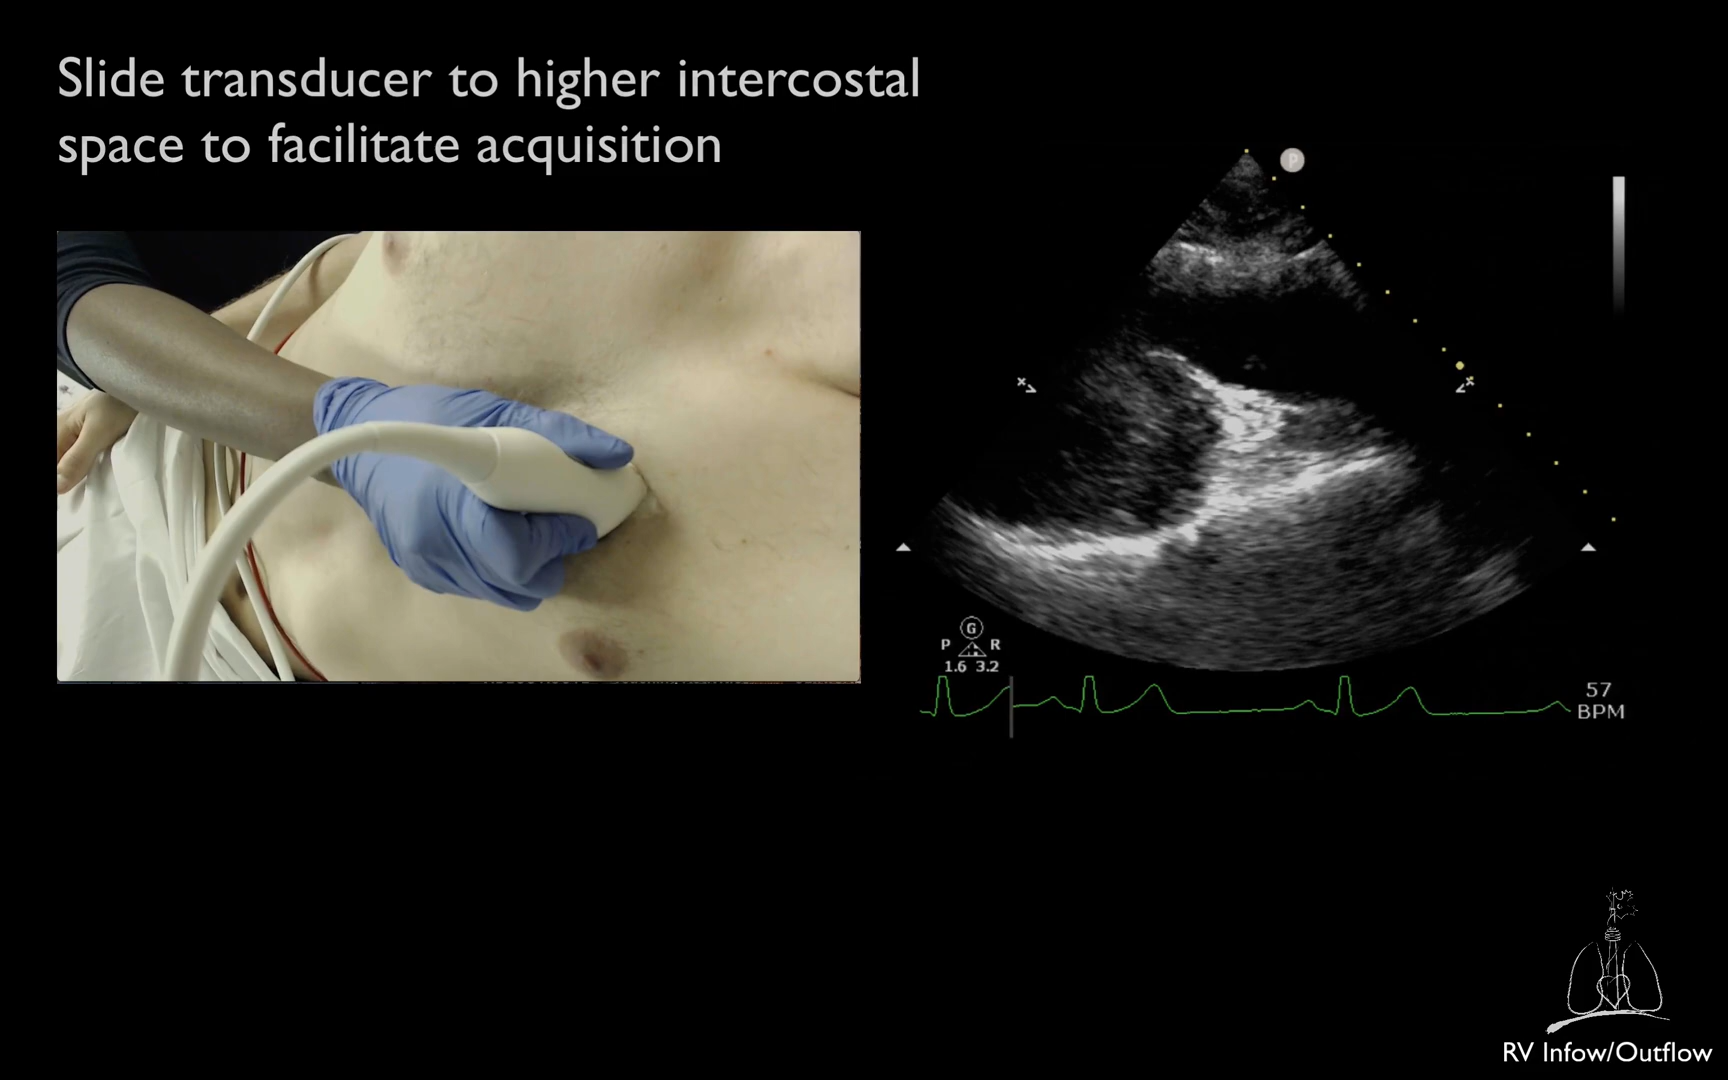 Slide transducer to higher intercostal
space to facilitate acquisition
P
G
P R
1.6 3.2
57
BPM
RV Infow/Outflow